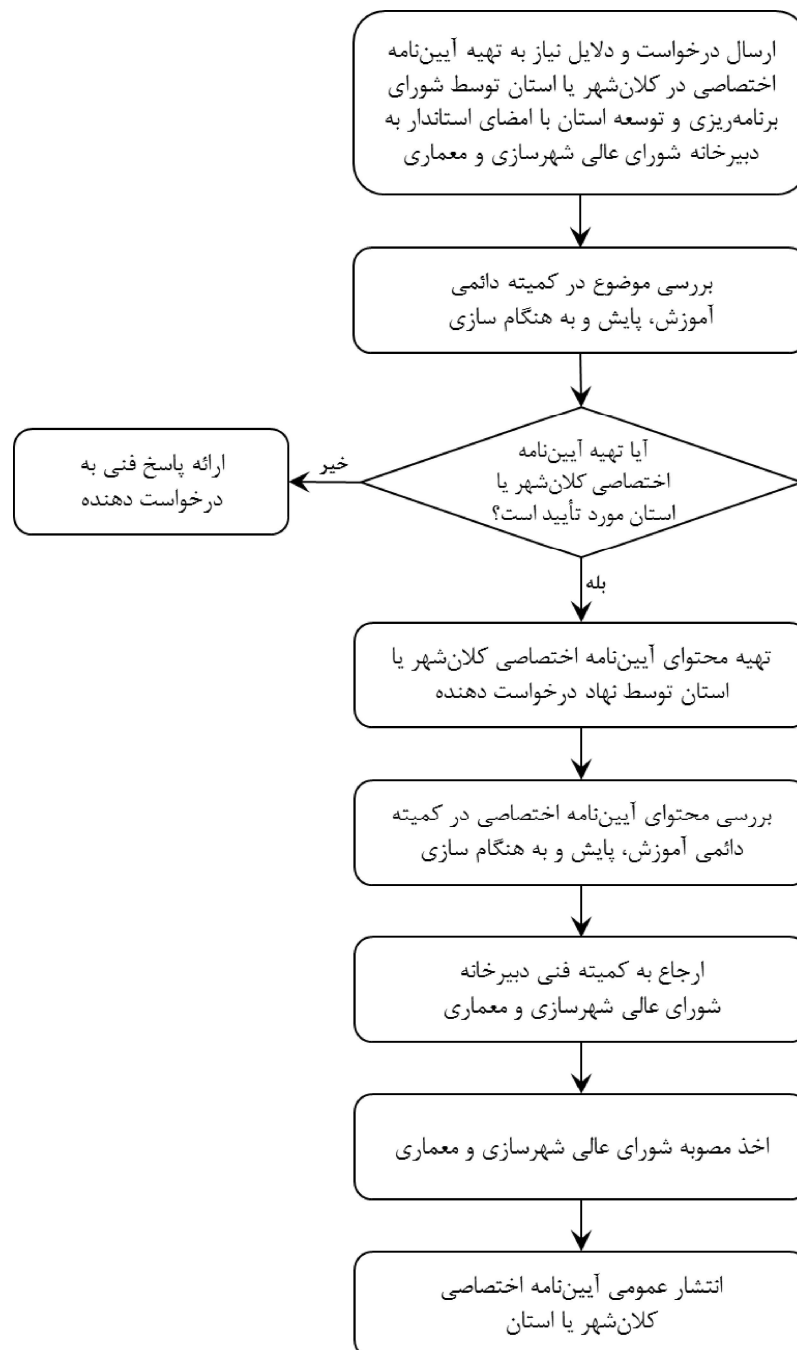 ارسال درخواست و دلایل نیاز به تهیه آیین‌نامه
اختصاصی در کلان‌شهر یا استان توسط شورای
برنامه‌ریزی و توسعه استان با امضای استاندار به
دبیرخانه شورای عالی شهرسازی و معماری
بررسی موضوع در کمیته دائمی
آموزش، پایش و به هنگام سازی
آیا تهیه آیین‌نامه
اختصاصی کلان‌شهر یا
استان مورد تأیید است؟
خیر
ارائه پاسخ فنی به
درخواست دهنده
بله
تهیه محتوای آیین‌نامه اختصاصی کلان‌شهر یا
استان توسط نهاد درخواست دهنده
بررسی محتوای آیین‌نامه اختصاصی در کمیته
دائمی آموزش، پایش و به هنگام سازی
ارجاع به کمیته فنی دبیرخانه
شورای عالی شهرسازی و معماری
اخذ مصوبه شورای عالی شهرسازی و معماری
انتشار عمومی آیین‌نامه اختصاصی
کلان‌شهر یا استان